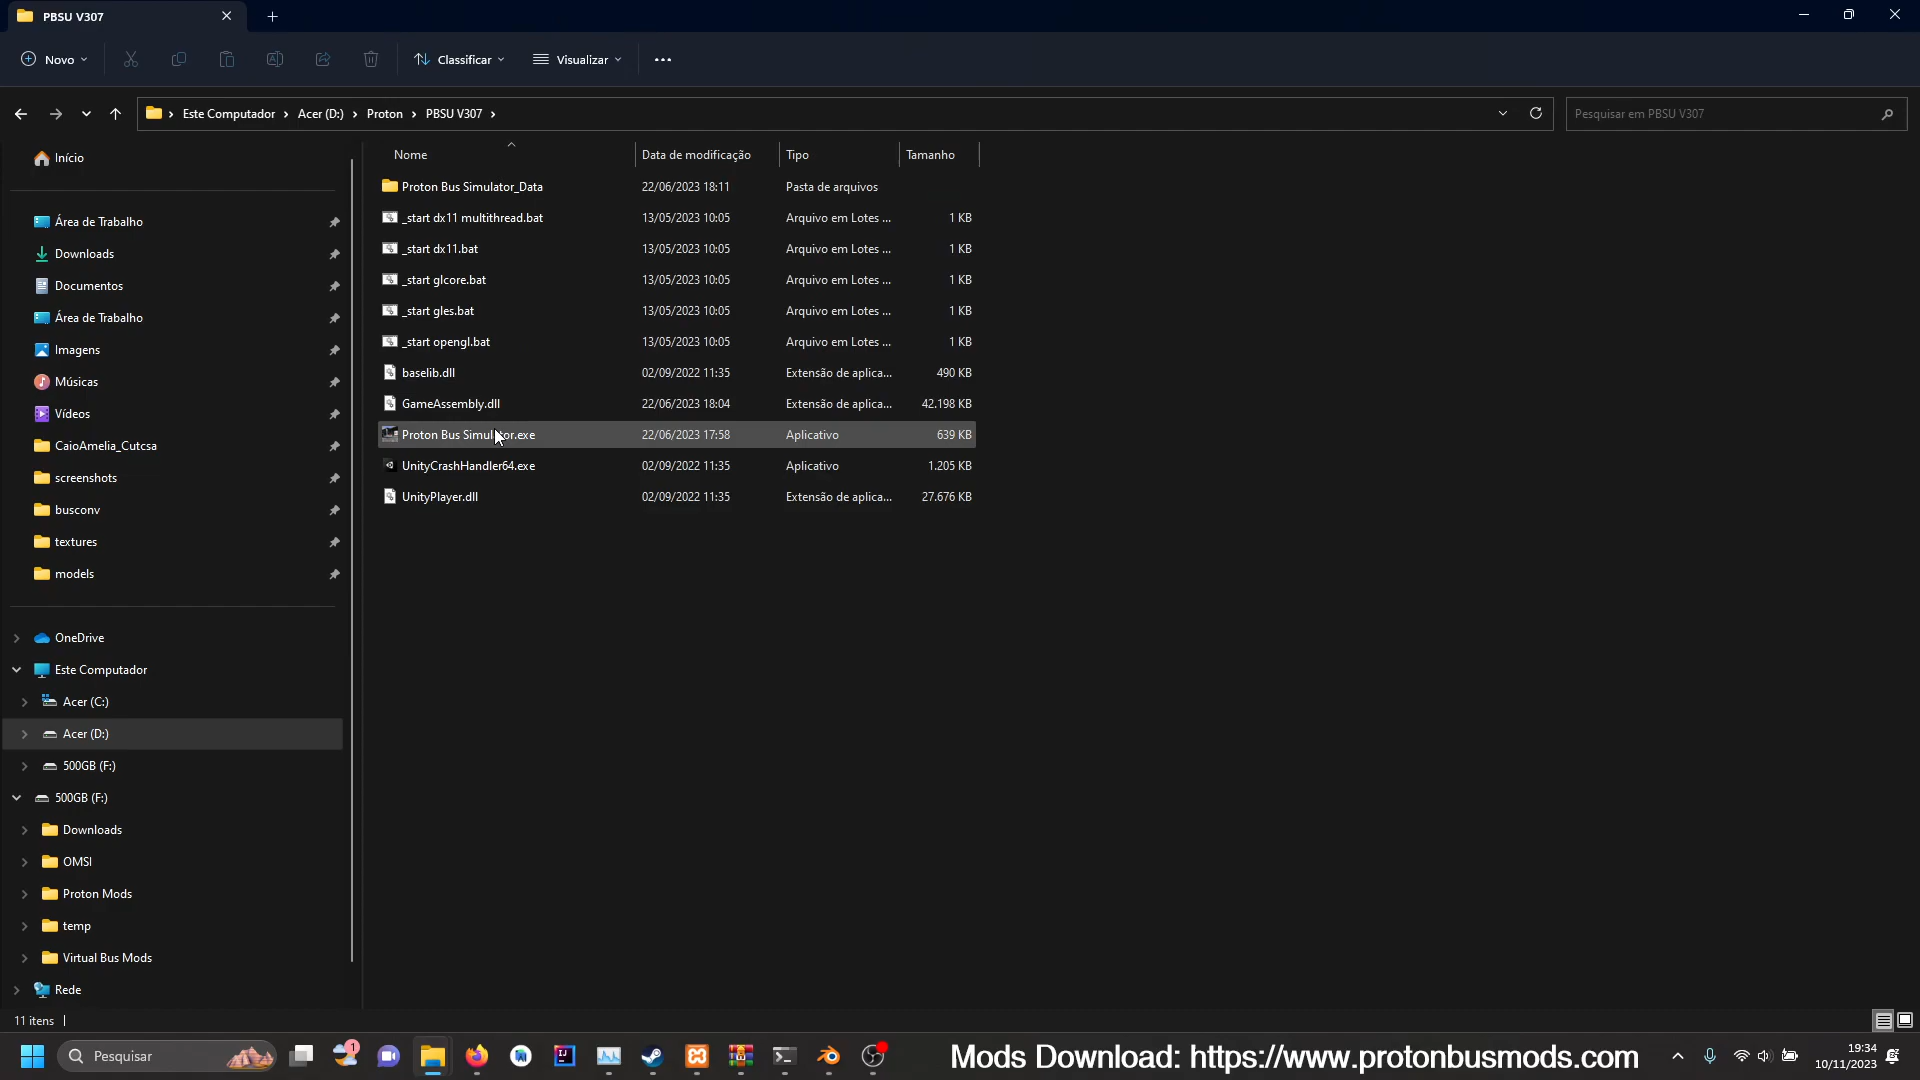 PBSU V307
Novo
Classificar
Visualizar
Este Computador
Acer (D:)
Proton
PBSU V307
Pesquisar em PBSU V307
Início
Área de Trabalho
Downloads
Documentos
Área de Trabalho
Imagens
Músicas
Vídeos
CaioAmelia_Cutcsa
screenshots
busconv
textures
models
OneDrive
Este Computador
Acer (C:)
Acer (D:)
500GB (F:)
500GB (F:)
Downloads
OMSI
Proton Mods
temp
Virtual Bus Mods
Rede
Nome Data de modificação Tipo Tamanho
Proton Bus Simulator_Data 22/06/2023 18:11 Pasta de arquivos
_start dx11 multithread.bat 13/05/2023 10:05 Arquivo em Lotes ... 1 KB
_start dx11.bat 13/05/2023 10:05 Arquivo em Lotes ... 1 KB
_start glcore.bat 13/05/2023 10:05 Arquivo em Lotes ... 1 KB
_start gles.bat 13/05/2023 10:05 Arquivo em Lotes ... 1 KB
_start opengl.bat 13/05/2023 10:05 Arquivo em Lotes ... 1 KB
baselib.dll 02/09/2022 11:35 Extensão de aplica... 490 KB
GameAssembly.dll 22/06/2023 18:04 Extensão de aplica... 42.198 KB
Proton Bus Simulator.exe 22/06/2023 17:58 Aplicativo 639 KB
UnityCrashHandler64.exe 02/09/2022 11:35 Aplicativo 1.205 KB
UnityPlayer.dll 02/09/2022 11:35 Extensão de aplica... 27.676 KB
11 itens
Pesquisar
1
Mods Download: https://www.protonbusmods.com
19:34
10/11/2023